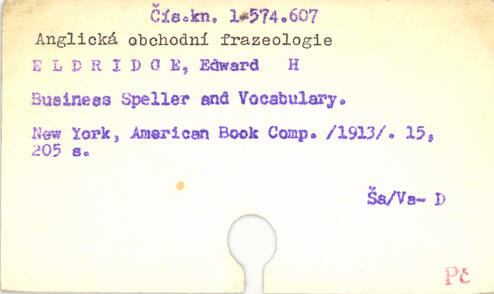 Čís.kn. 1-574.607
Anglická obchodní frazeologie
E L D R I D G E, Edward H
Business Speller and Vocabulary.
New York, American Book Comp. /1913/. 15,
205 s.
Ša/Va- D
PE